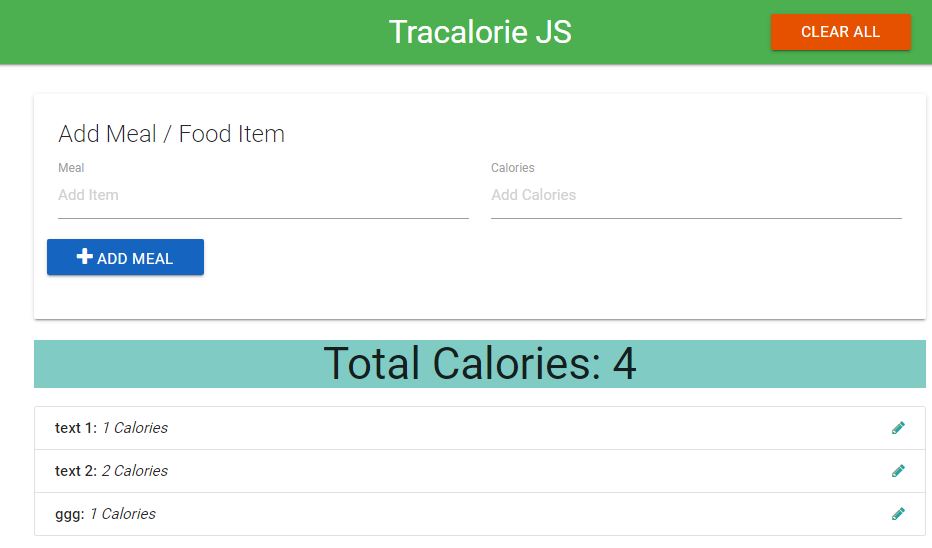 Tracalorie JS
CLEAR ALL
Add Meal / Food Item
Meal
Calories
Add Item
Add Calories
ADD MEAL
Total Calories: 4
text 1: 1 Calories
text 2: 2 Calories
ggg: 1 Calories